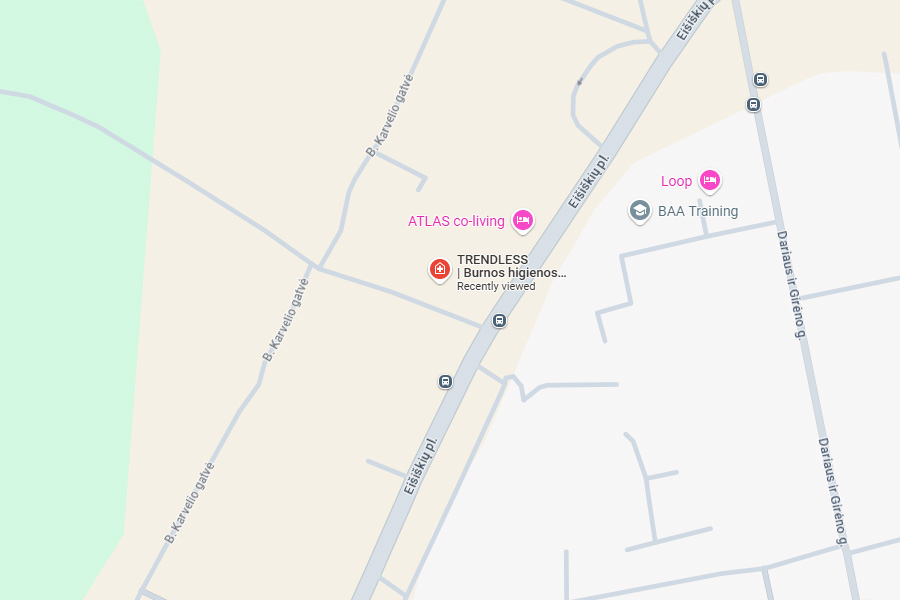 Eišiškių p
B. Karvelio gatvė
Eišiškių pl.
Loop
BAA Training
ATLAS co-living
TRENDLESS
| Burnos higienos...
Recently viewed
Dariaus ir Girėno g.
B. Karvelio gatvė
Eišiškių pl.
Dariaus ir Girėno g.
B. Karvelio gatvė